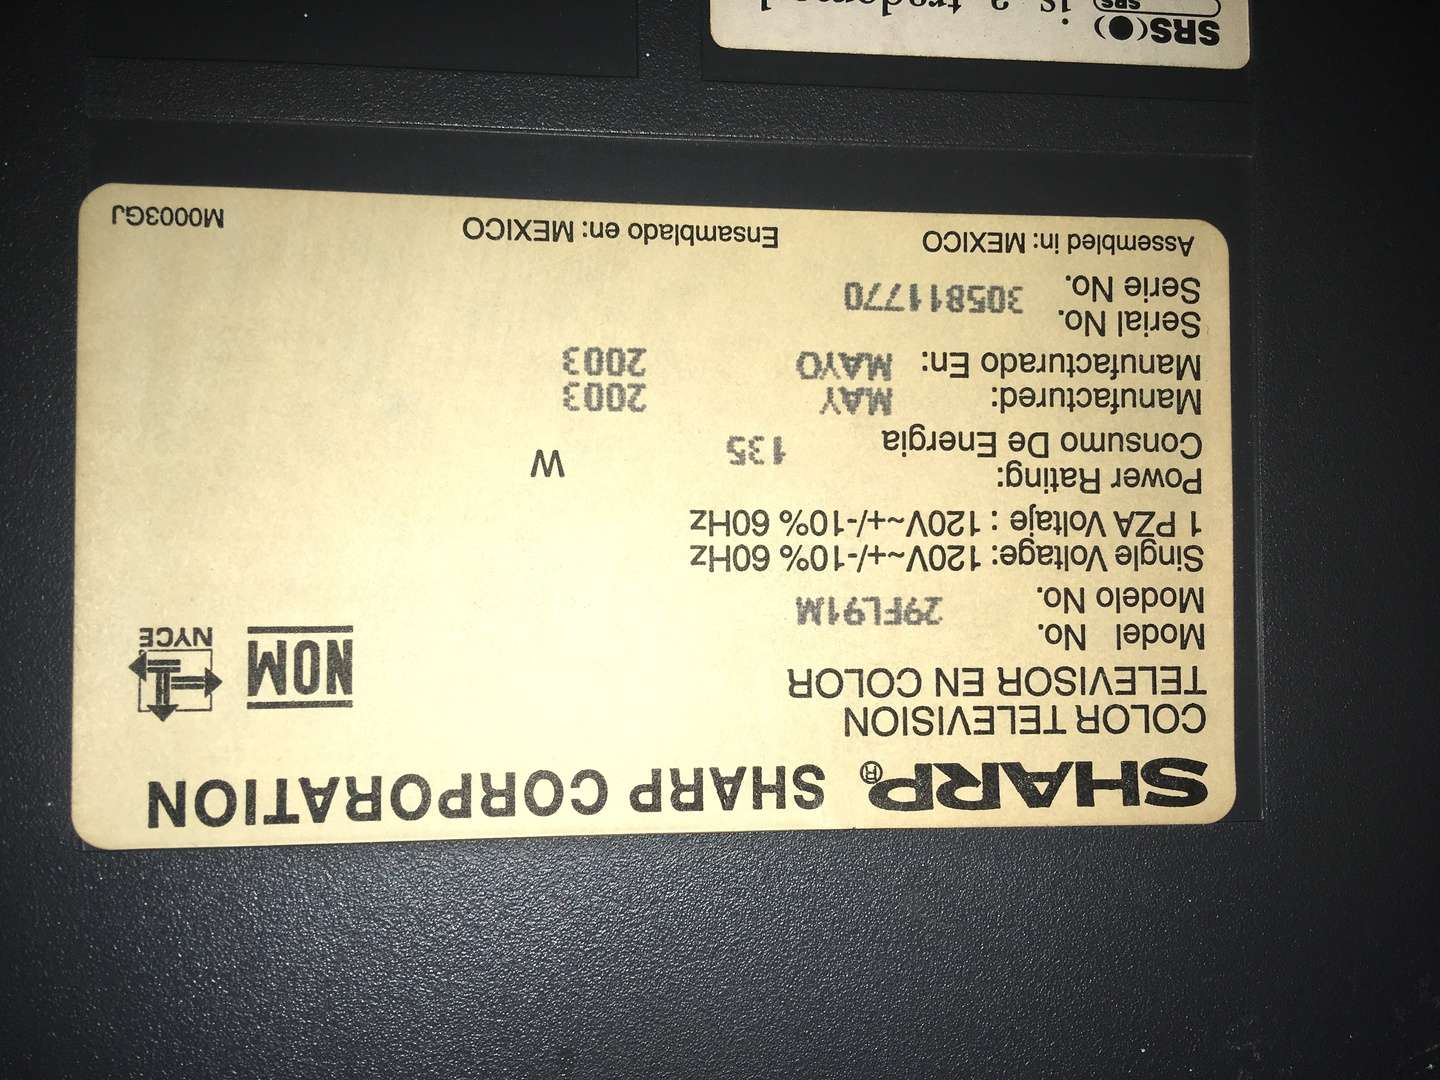 SHARP® SHARP CORPORATION
COLOR TELEVISION
TELEVISOR EN COLOR
NOM
NYCE
Model No.
Modelo No. 29FL91M
Single Voltage: 120V~+/-10% 60Hz
1 PZA Voltaje : 120V~+/-10% 60Hz
Power Rating:
Consumo De Energia 135 W
Manufactured: MAY 2003
Manufacturado En: MAYO 2003
Serial No.
Serie No. 305811770
Assembled in: MEXICO Ensamblado en: MEXICO M0003GJ
SRS(●) is a
SRS